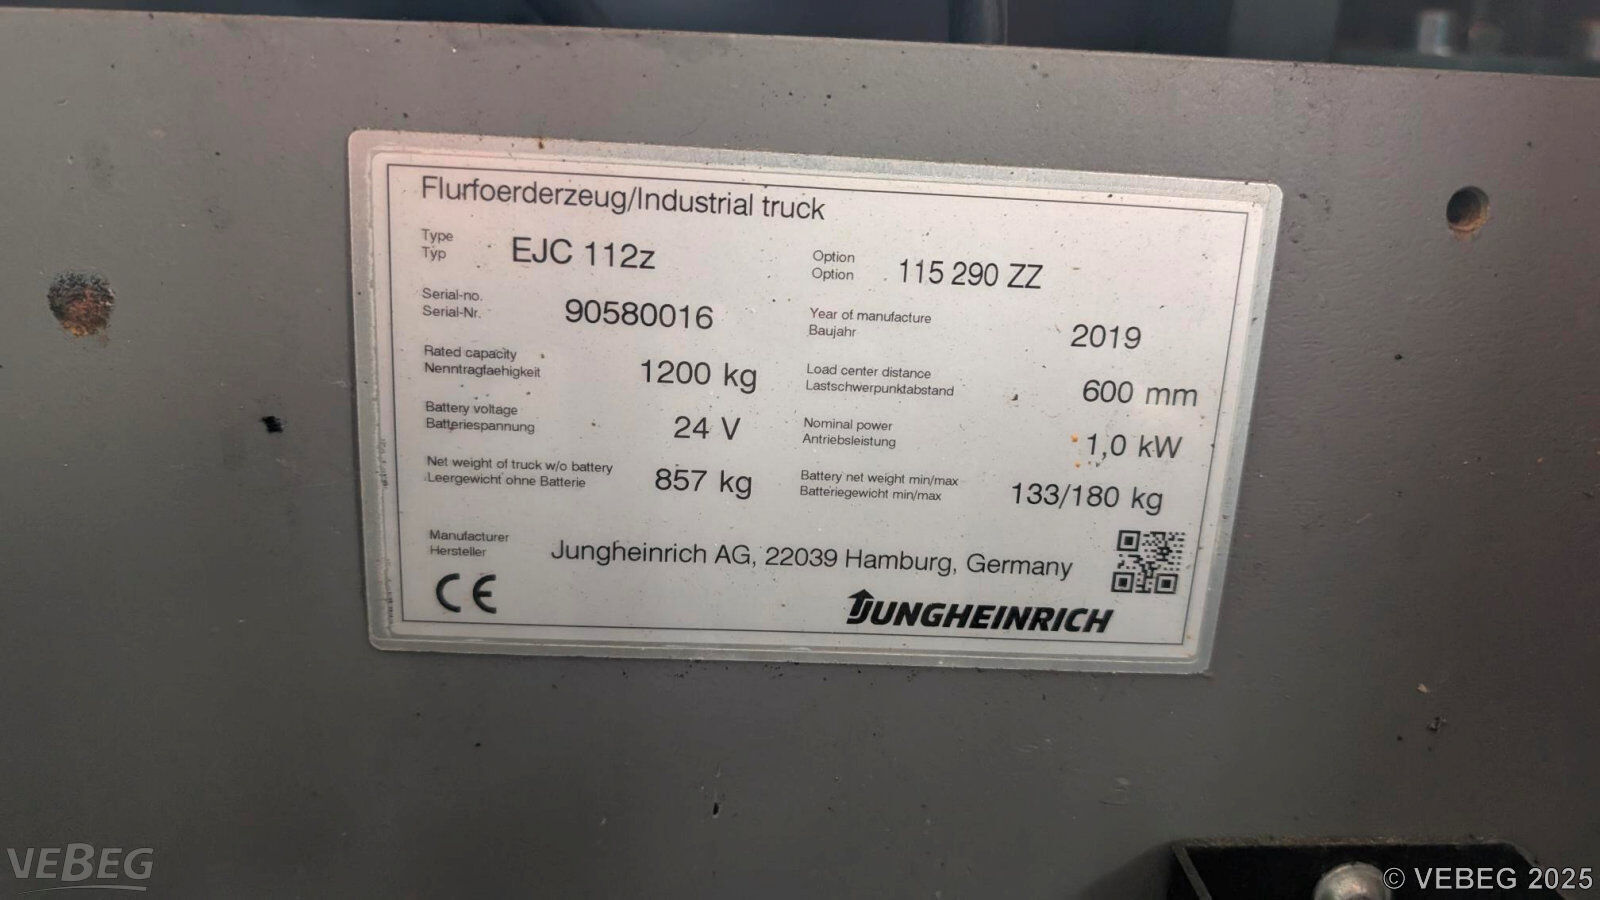 Flurfoerderzeug/Industrial truck
Type
Typ
EJC 112z
Option
Option
115 290 ZZ
Serial-no.
Serial-Nr.
90580016
Year of manufacture
Baujahr
2019
Rated capacity
Nenntragfaehigkeit
1200 kg
Load center distance
Lastschwerpunktabstand
600 mm
Battery voltage
Batteriespannung
24 V
Nominal power
Antriebsleistung
1,0 kW
Net weight of truck w/o battery
Leergewicht ohne Batterie
857 kg
Battery net weight min/max
Batteriegewicht min/max
133/180 kg
Manufacturer
Hersteller
Jungheinrich AG, 22039 Hamburg, Germany
CE
JUNGHEINRICH
VEBEG
© VEBEG 2025